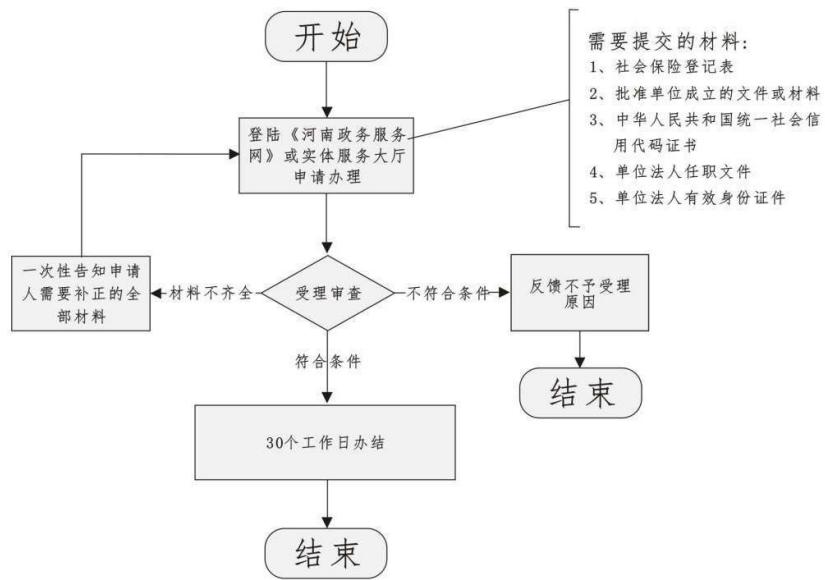 开始
需要提交的材料:
1、社会保险登记表
2、批准单位成立的文件或材料
3、中华人民共和国统一社会信
用代码证书
4、单位法人任职文件
5、单位法人有效身份证件
登陆《河南政务服务
网》或实体服务大厅
申请办理
一次性告知申请
人需要补正的全
部材料
材料不齐全
受理审查
不符合条件
反馈不予受理
原因
符合条件
结束
30个工作日办结
结束